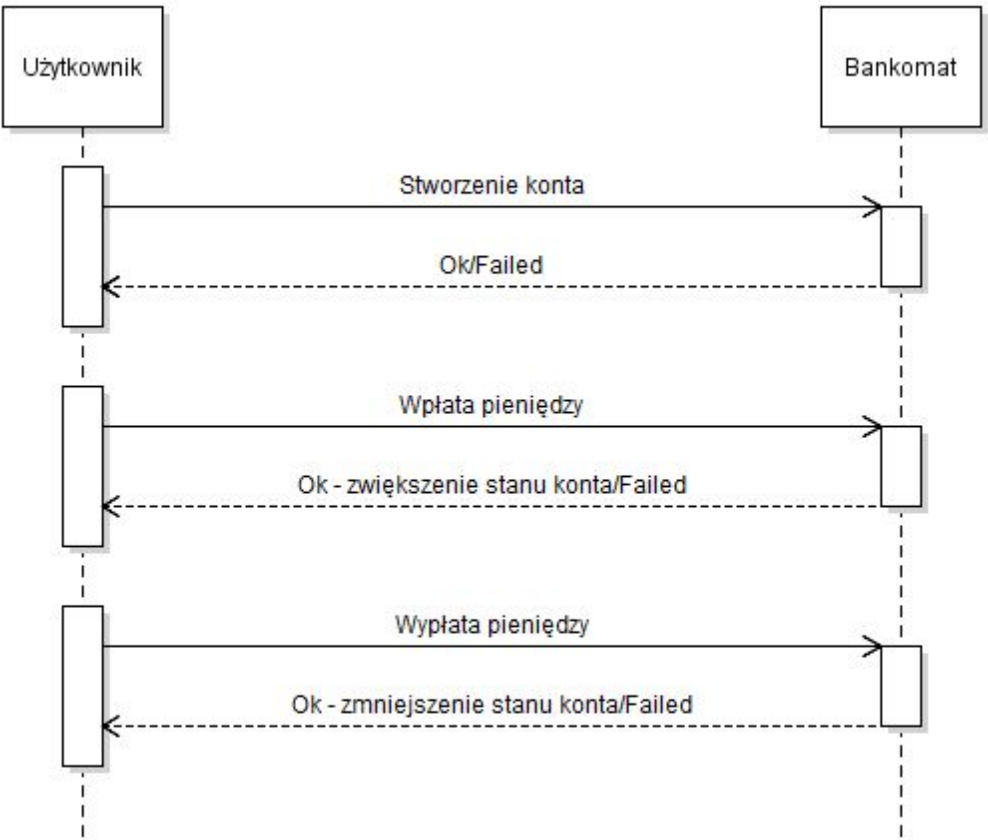 Użytkownik
Bankomat
Stworzenie konta
Ok/Failed
Wpłata pieniędzy
Ok - zwiększenie stanu konta/Failed
Wypłata pieniędzy
Ok - zmniejszenie stanu konta/Failed